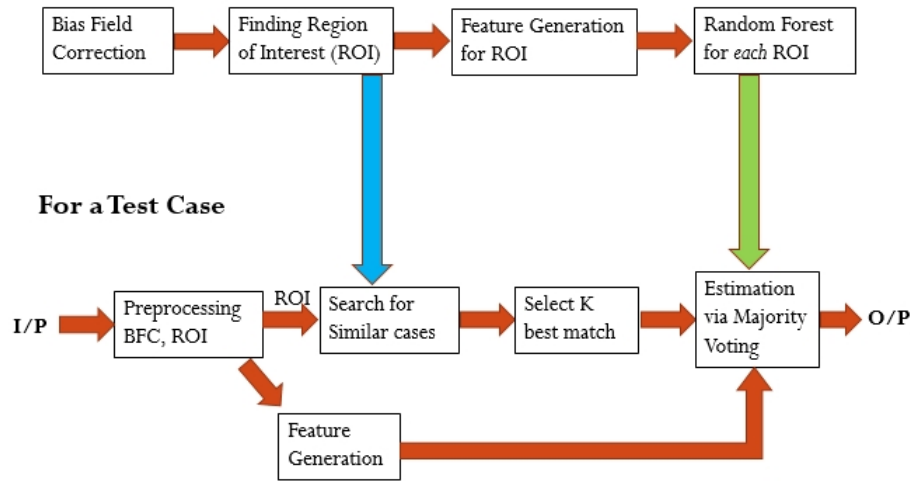 Bias Field
Correction
Finding Region
of Interest (ROI)
Feature Generation
for ROI
Random Forest
for each ROI
For a Test Case
I/P
Preprocessing
BFC, ROI
ROI
Search for
Similar cases
Select K
best match
Estimation
via Majority
Voting
O/P
Feature
Generation